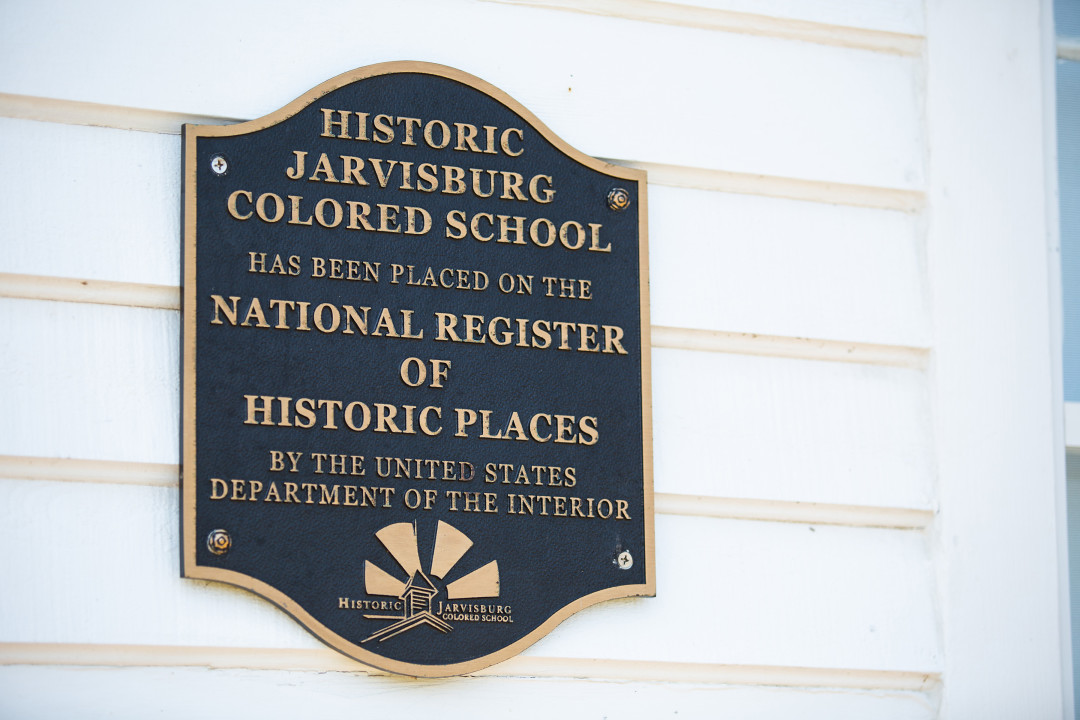 HISTORIC
JARVISBURG
COLORED SCHOOL
HAS BEEN PLACED ON THE
NATIONAL REGISTER
OF
HISTORIC PLACES
BY THE UNITED STATES
DEPARTMENT OF THE INTERIOR
HISTORIC JARVISBURG
COLORED SCHOOL